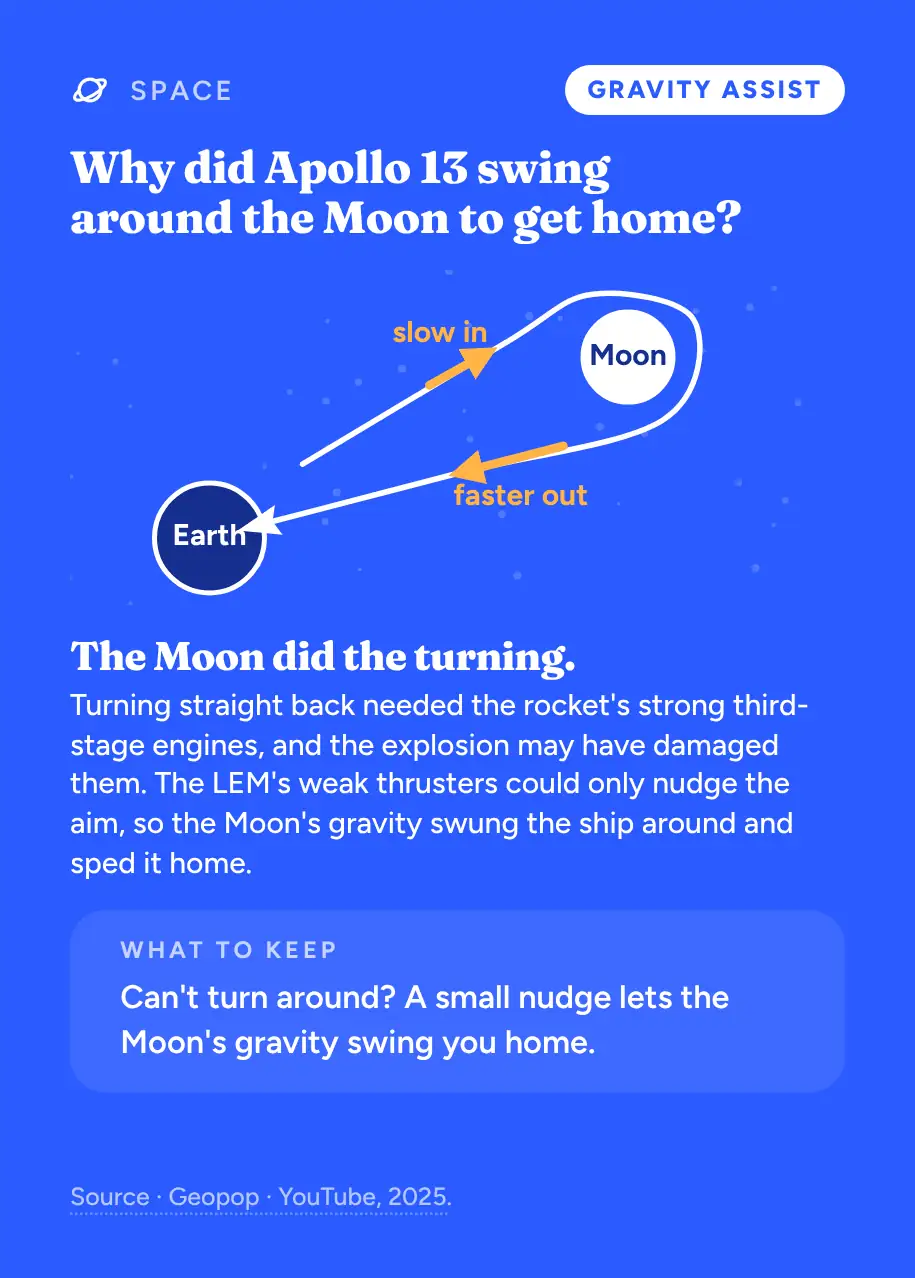 SPACE
GRAVITY ASSIST
Why did Apollo 13 swing
around the Moon to get home?
slow in
Moon
faster out
Earth
The Moon did the turning.
Turning straight back needed the rocket's strong third-
stage engines, and the explosion may have damaged
them. The LEM's weak thrusters could only nudge the
aim, so the Moon's gravity swung the ship around and
sped it home.
WHAT TO KEEP
Can't turn around? A small nudge lets the
Moon's gravity swing you home.
Source · Geopop · YouTube, 2025.